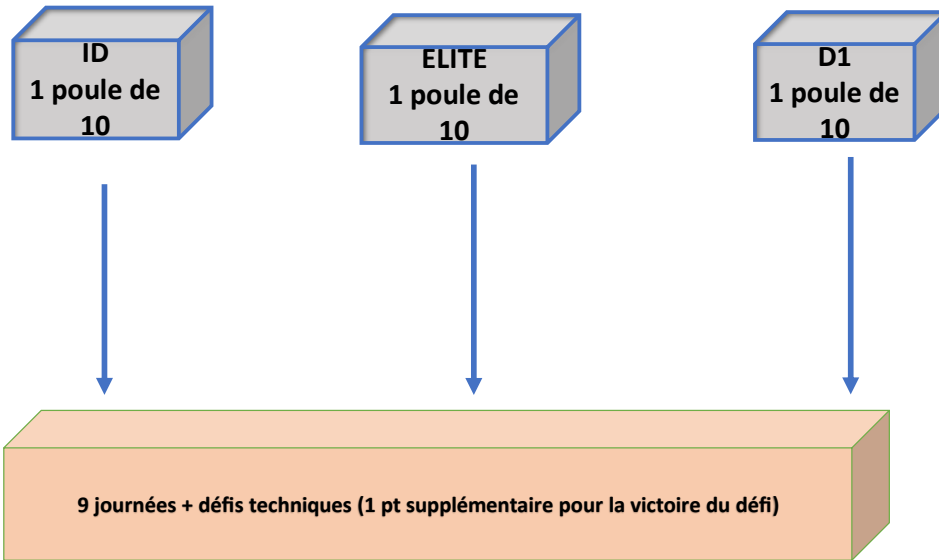 ID
1 poule de
10
ELITE
1 poule de
10
D1
1 poule de
10
9 journées + défis techniques (1 pt supplémentaire pour la victoire du défi)